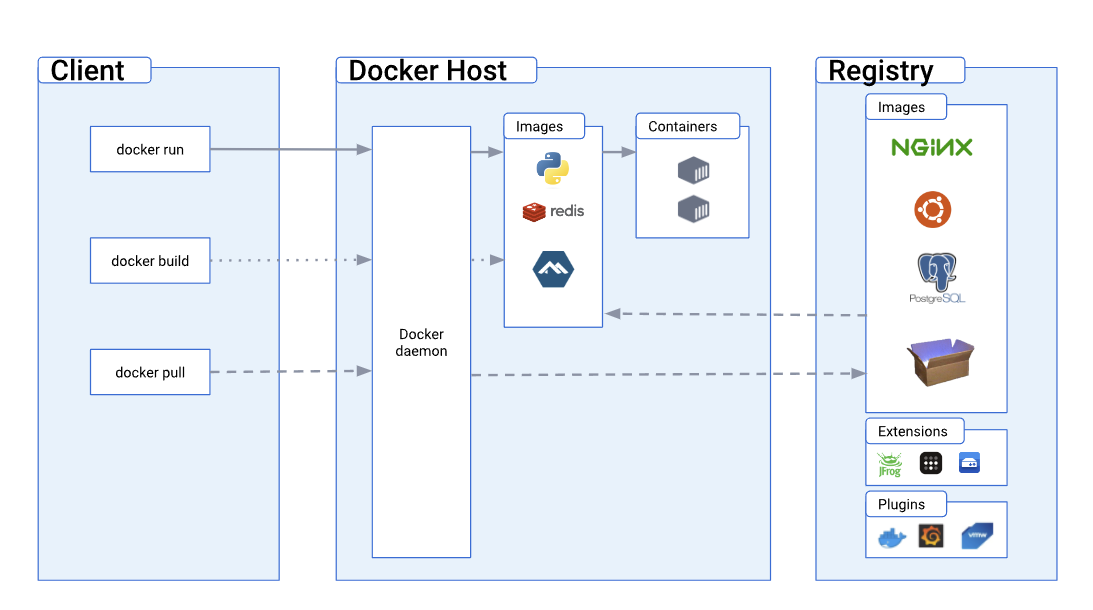 Client
docker run
docker build
docker pull
Docker Host
Docker
daemon
Images
redis
Containers
Registry
Images
NGINX
PostgreSQL
Extensions
JFrog
Plugins
vmw